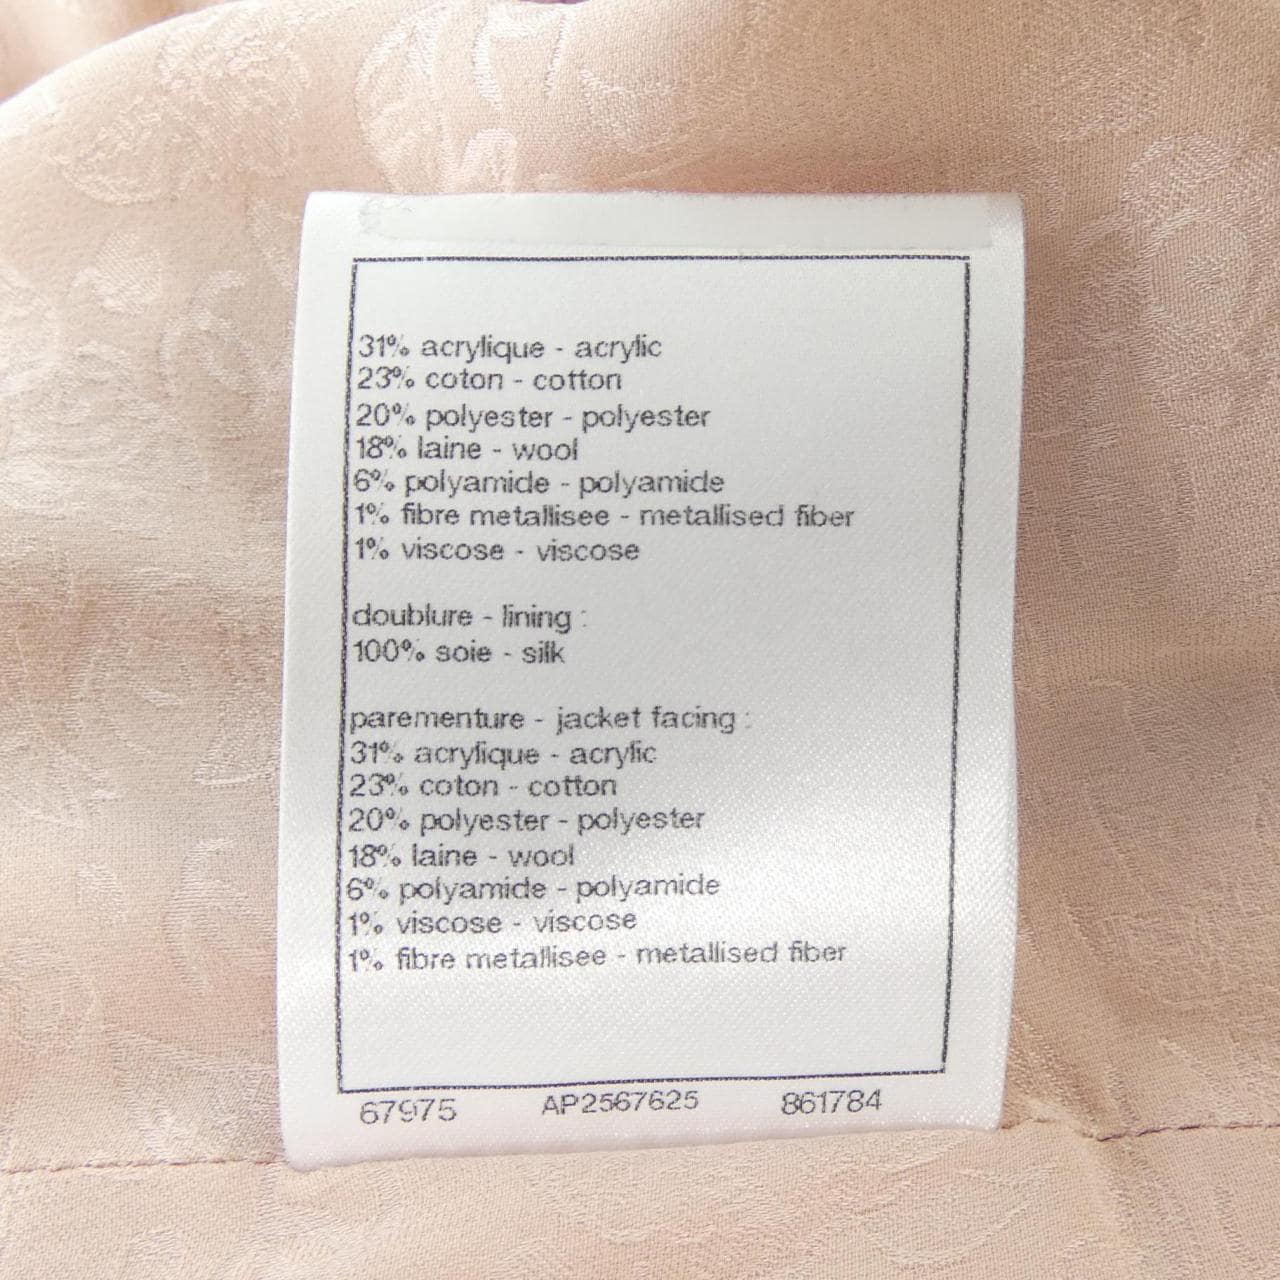 31% acrylique - acrylic
23% coton - cotton
20% polyester - polyester
18% laine - wool
6% polyamide - polyamide
1% fibre metallisee - metallised fiber
1% viscose - viscose
doublure - lining :
100% soie - silk
parementure - jacket facing :
31% acrylique - acrylic
23% coton - cotton
20% polyester - polyester
18% laine - wool
6% polyamide - polyamide
1% viscose - viscose
1% fibre metallisee - metallised fiber
67975 AP2567625 861784